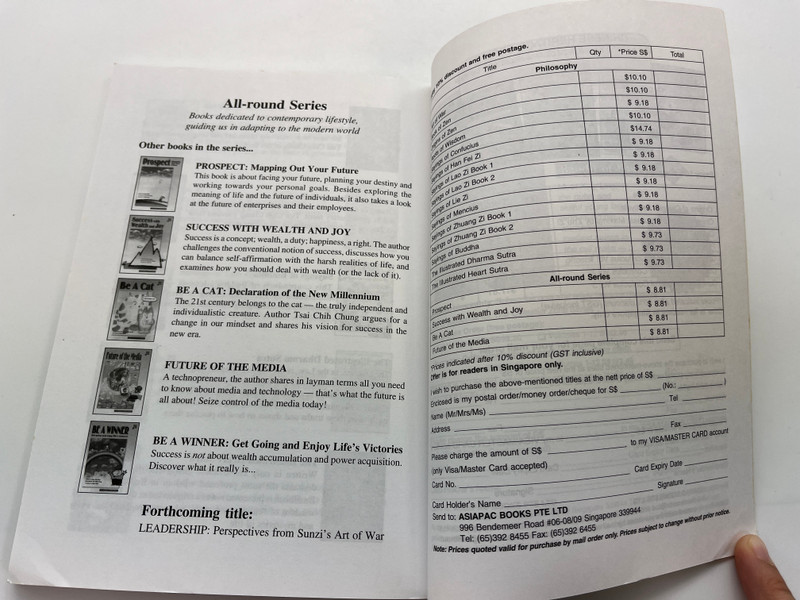 All-round Series
Books dedicated to contemporary lifestyle,
guiding us in adapting to the modern world
Other books in the series...
Prospect
PROSPECT: Mapping Out Your Future
This book is about facing your future, planning your destiny and
working towards your personal goals. Besides exploring the
meaning of life and the future of individuals, it also takes a look
at the future of enterprises and their employees.
Success with
Wealth and Joy
SUCCESS WITH WEALTH AND JOY
Success is a concept; wealth, a duty; happiness, a right. The author
challenges the conventional notion of success, discusses how you
can balance self-affirmation with the harsh realities of life, and
examines how you should deal with wealth (or the lack of it).
Be A Cat
BE A CAT: Declaration of the New Millennium
The 21st century belongs to the cat — the truly independent and
individualistic creature. Author Tsai Chih Chung argues for a
change in our mindset and shares his vision for success in the
new era.
Future of the Media
FUTURE OF THE MEDIA
A technopreneur, the author shares in layman terms all you need
to know about media and technology — that's what the future is
all about! Seize control of the media today!
BE A WINNER
BE A WINNER: Get Going and Enjoy Life's Victories
Success is not about wealth accumulation and power acquisition.
Discover what it really is...
Forthcoming title:
LEADERSHIP: Perspectives from Sunzi's Art of War
10% discount and free postage.
Title Qty *Price S$ Total
Philosophy
$10.10
$10.10
of War $ 9.18
of Zen $10.10
of Zen $14.74
of Wisdom $ 9.18
of Confucius $ 9.18
of Han Fei Zi $ 9.18
of Lao Zi Book 1 $ 9.18
of Lao Zi Book 2 $ 9.18
of Lie Zi $ 9.18
of Mencius $ 9.18
Sayings of Zhuang Zi Book 1 $ 9.18
Sayings of Zhuang Zi Book 2 $ 9.73
Sayings of Buddha $ 9.73
The Illustrated Dharma Sutra $ 9.73
The Illustrated Heart Sutra
All-round Series
Prospect $ 8.81
Success with Wealth and Joy $ 8.81
Be A Cat $ 8.81
Future of the Media $ 8.81
*Prices indicated after 10% discount (GST inclusive)
Offer is for readers in Singapore only.
I wish to purchase the above-mentioned titles at the nett price of S$
Enclosed is my postal order/money order/cheque for S$ (No.: )
Name (Mr/Mrs/Ms) Tel
Address Fax
Please charge the amount of S$ to my VISA/MASTER CARD account
(only Visa/Master Card accepted)
Card No. Card Expiry Date
Card Holder's Name Signature
Send to: ASIAPAC BOOKS PTE LTD
996 Bendemeer Road #06-08/09 Singapore 339944
Tel: (65)392 8455 Fax: (65)392 6455
Note: Prices quoted valid for purchase by mail order only. Prices subject to change without prior notice.